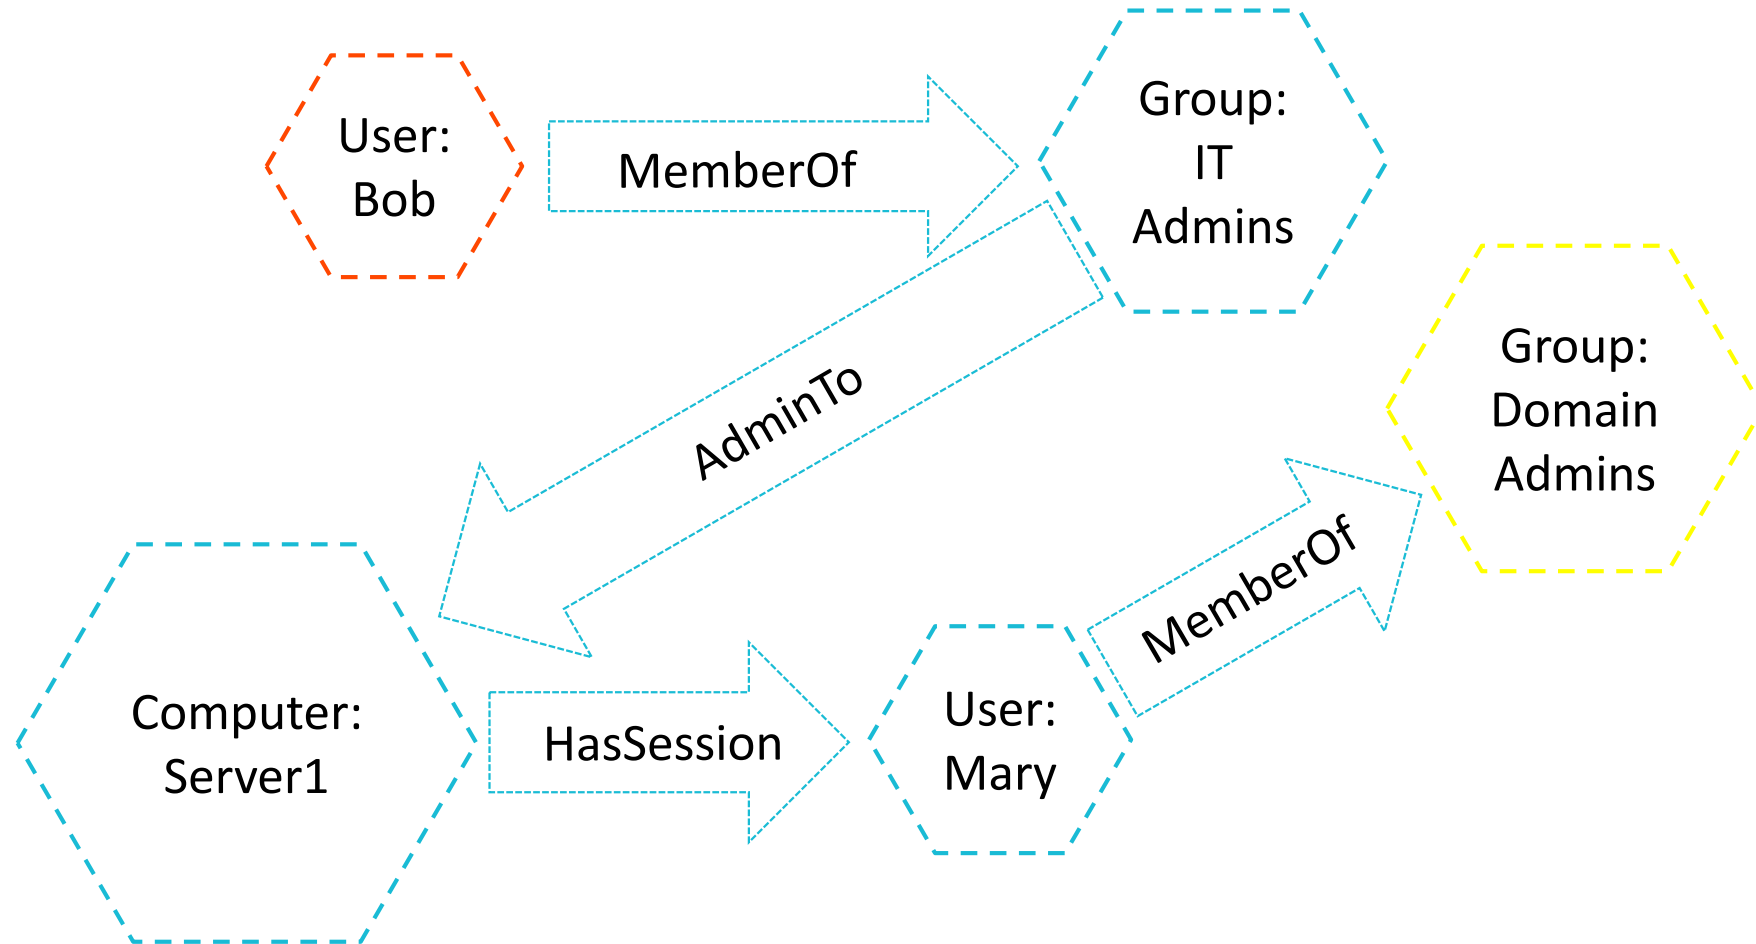 User:
Bob
MemberOf
Group:
IT
Admins
AdminTo
Computer:
Server1
HasSession
User:
Mary
MemberOf
Group:
Domain
Admins